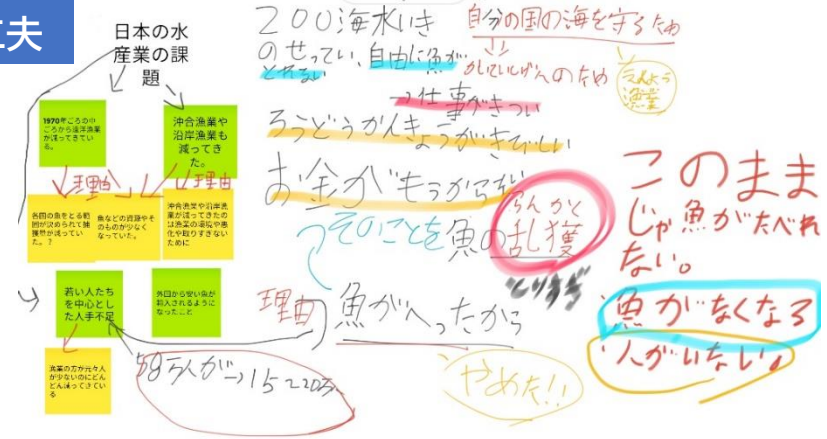 工夫
日本の水
産業の課
題
1970年ごろの中
ごろから遠洋漁業
が減ってきてい
る。
沖合漁業や
沿岸漁業も
減ってき
た。
理由
理由
各国の魚をとる範
囲が決められて捕
獲量が減ってい
た。?
魚などの資源やそ
のものが少なく
なっていた。
沖合漁業や沿岸漁
業が減ってきたの
は漁業の環境や悪
化や取りすぎない
ために
若い人たち
を中心とし
た人手不足
外国から安い魚が
輸入されるように
なったこと
漁業の方が元々人
が少ないのにどん
どん減ってきている
200海水いき
のせってい、自由に魚が
とれない
自分の国の海を守るため
かいていしげんのため
えんよう
漁業
→仕事がきつい
ろうどうかんきょうがきびしい
お金がもうからない
そのことを魚の乱獲
らんかく
とりすぎ
理由
魚がへったから
58万人が→15~20万
やめた!!
このまま
じゃ魚がたべれ
ない。
・魚がなくなる
・人がいない。